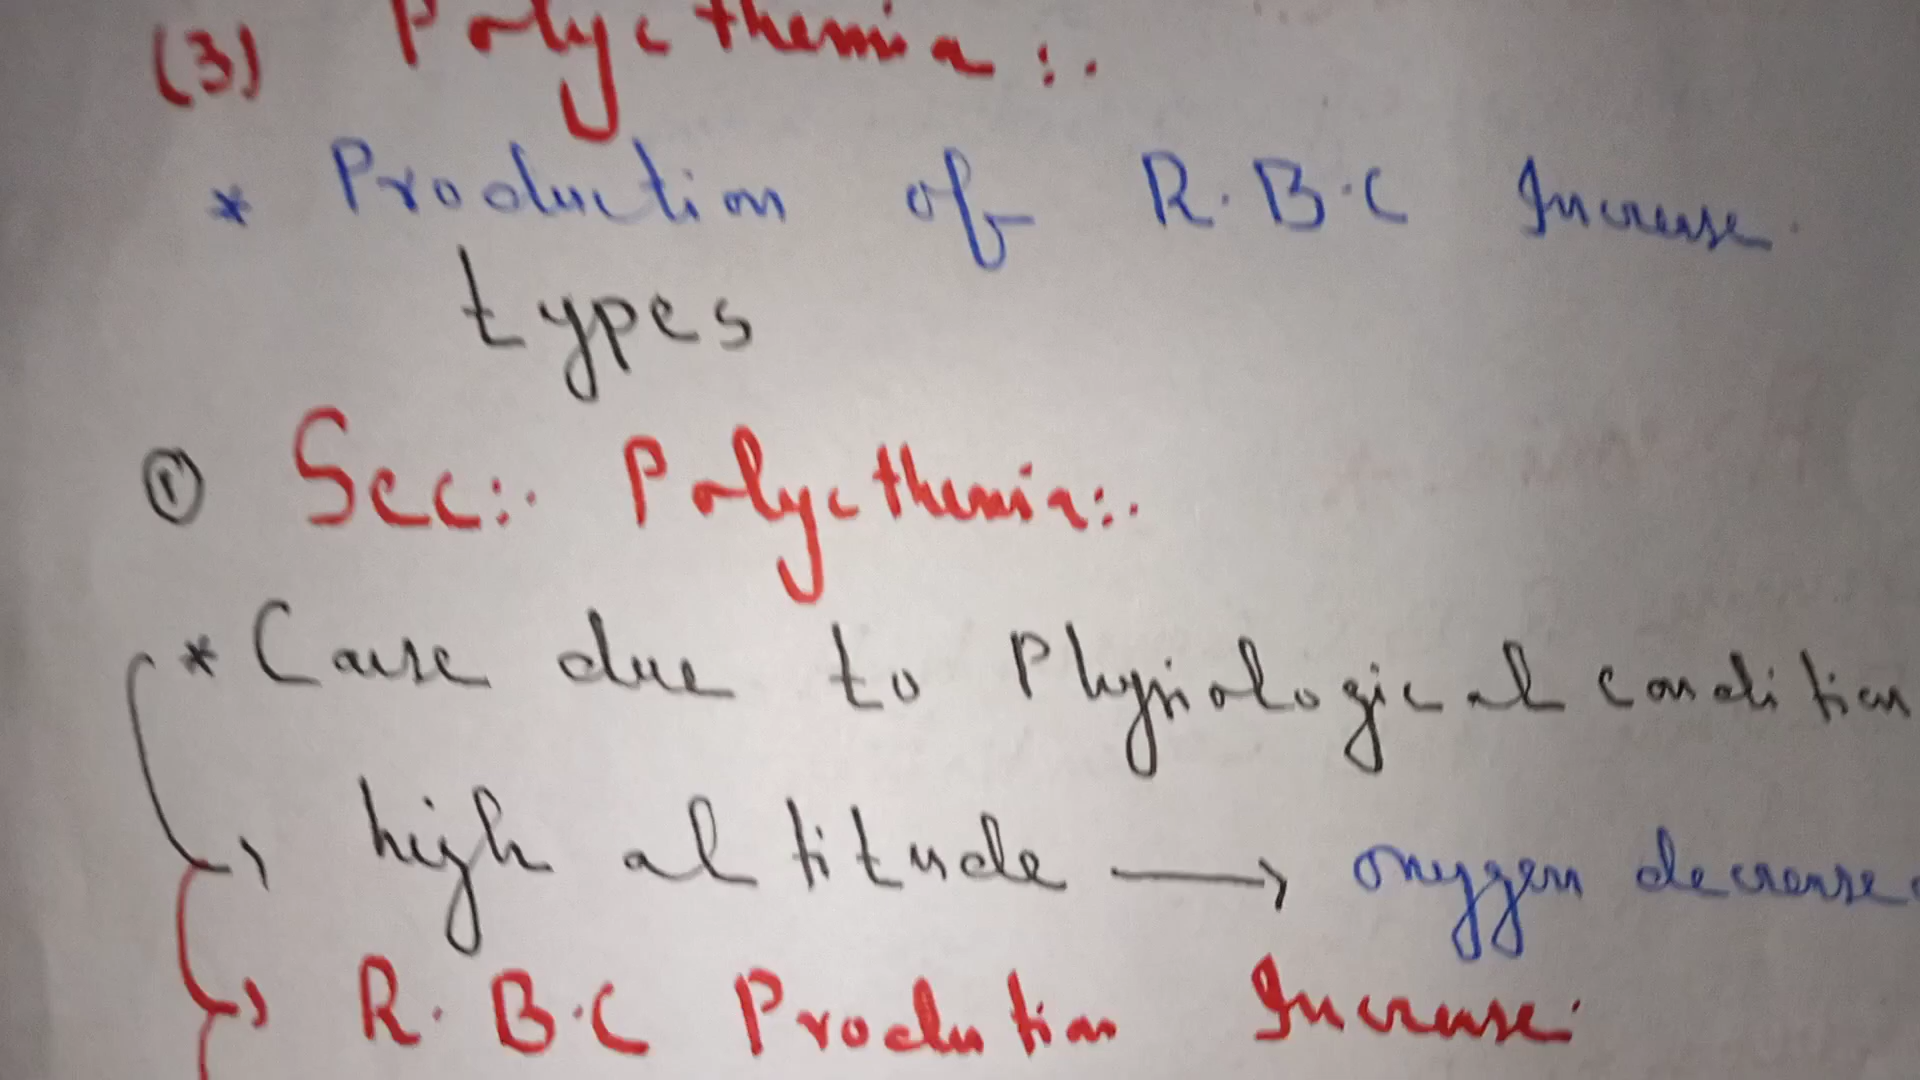 (3) Polycthemia :.
* Production of R.B.C Increase.
types
① Sec:. Polycthemia:.
* Cause due to Physiological condition
high altitude → oxygen decrease
R.B.C Production Increase.